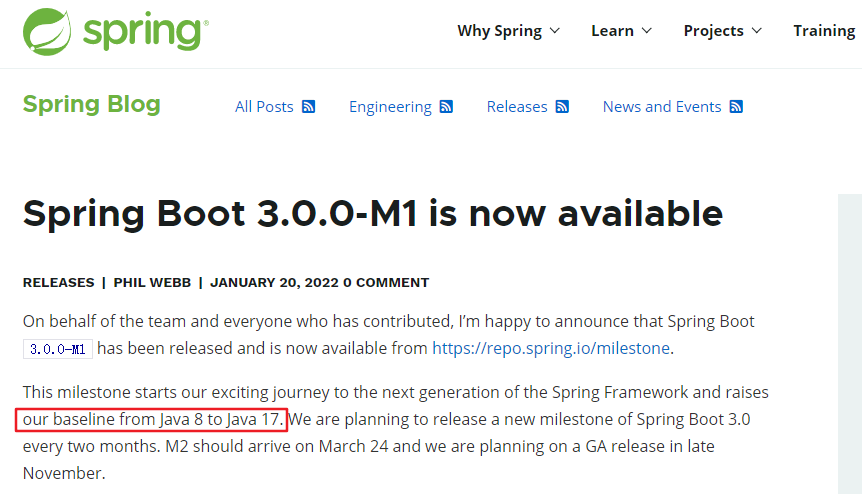 spring
Why Spring Learn Projects Training
Spring Blog All Posts Engineering Releases News and Events
Spring Boot 3.0.0-M1 is now available
RELEASES | PHIL WEBB | JANUARY 20, 2022 0 COMMENT
On behalf of the team and everyone who has contributed, I’m happy to announce that Spring Boot
3.0.0-M1 has been released and is now available from https://repo.spring.io/milestone.
This milestone starts our exciting journey to the next generation of the Spring Framework and raises
our baseline from Java 8 to Java 17. We are planning to release a new milestone of Spring Boot 3.0
every two months. M2 should arrive on March 24 and we are planning on a GA release in late
November.